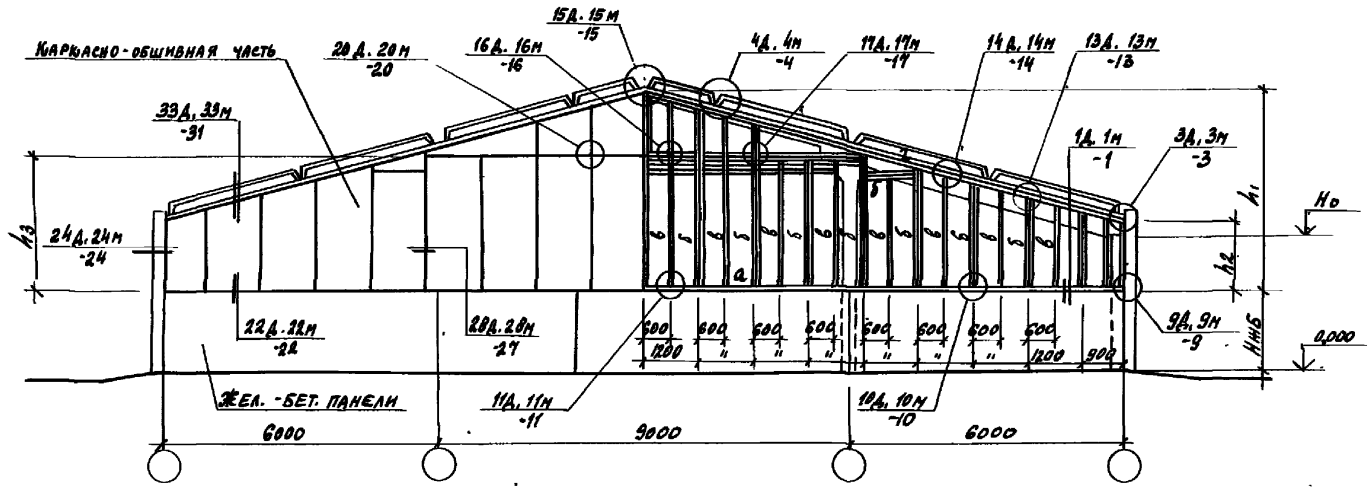 15Д. 15м
-15
Каркасно-обшивная часть
20Д. 20м
-20
16Д. 16м
-16
4Д. 4м
-4
17Д. 17м
-17
14Д, 14м
-14
13Д. 13м
-13
33Д, 33м
-31
1Д. 1м
-1
3Д, 3м
-3
2
б
h3
h1
H0
24Д. 24м
-24
в б в б в б в б в б в б в б в
h2
а
22Д. 22м
-22
28Д. 28м
-27
600 600 600 600 600 600 600 600
9Д, 9м
-9
Hжб
0,000
1200 " " " " " " 1200 900
Жел. -бет. панели
11Д, 11м
-11
10Д, 10м
-10
6000 9000 6000